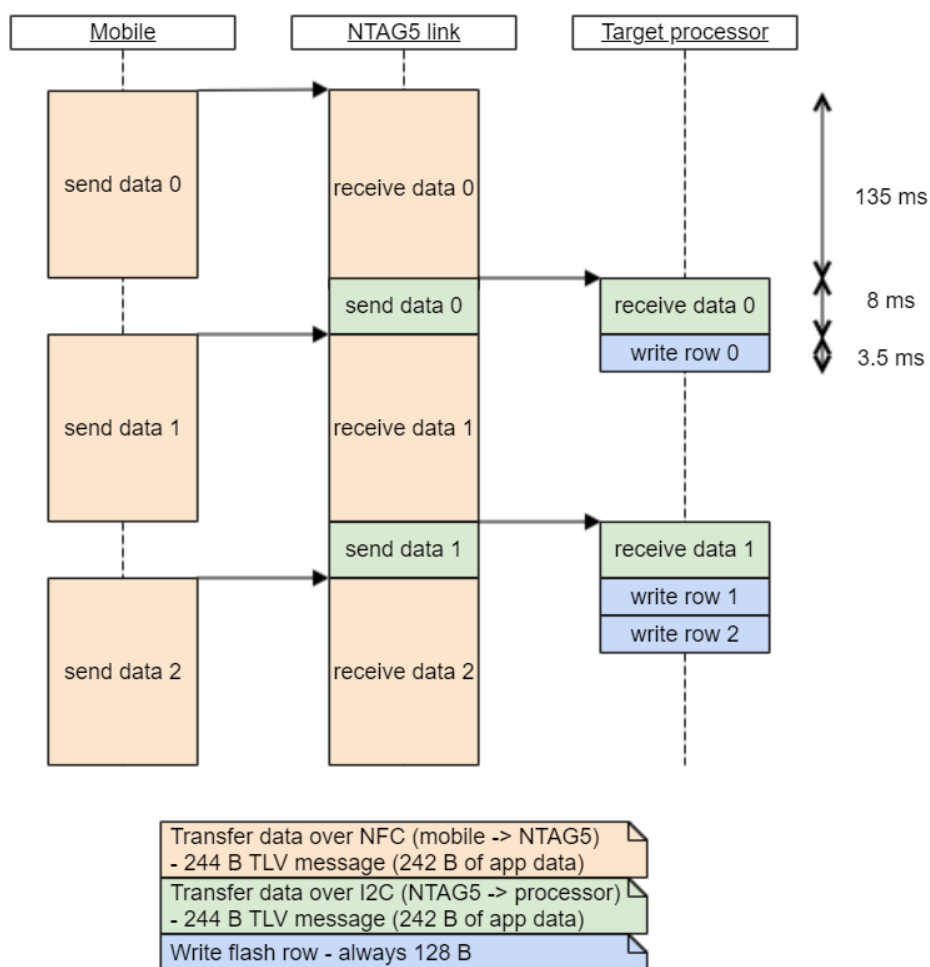 Mobile
NTAG5 link
Target processor
send data 0
receive data 0
135 ms
send data 0
receive data 0
8 ms
write row 0
3.5 ms
send data 1
receive data 1
send data 1
receive data 1
write row 1
write row 2
send data 2
receive data 2
Transfer data over NFC (mobile -> NTAG5)
- 244 B TLV message (242 B of app data)
Transfer data over I2C (NTAG5 -> processor)
- 244 B TLV message (242 B of app data)
Write flash row - always 128 B